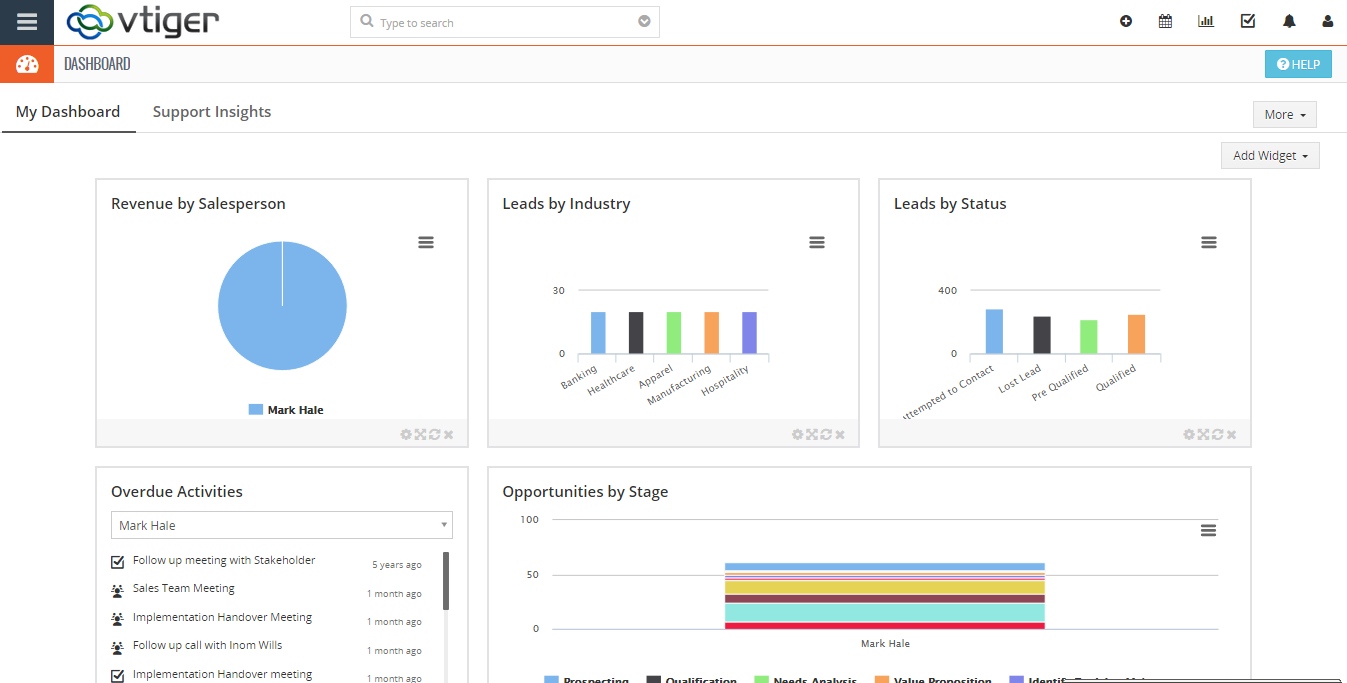 vtiger
Type to search
DASHBOARD
HELP
My Dashboard
Support Insights
More
Add Widget
Revenue by Salesperson
Mark Hale
Leads by Industry
30
0
Banking
Healthcare
Apparel
Manufacturing
Hospitality
Leads by Status
400
0
ttempted to Contact
Lost Lead
Pre Qualified
Qualified
Overdue Activities
Mark Hale
Follow up meeting with Stakeholder 5 years ago
Sales Team Meeting 1 month ago
Implementation Handover Meeting 1 month ago
Follow up call with Inom Wills 1 month ago
Implementation Handover meeting 1 month ago
Opportunities by Stage
100
50
0
Mark Hale
Prospecting Qualification Needs Analysis Value Proposition